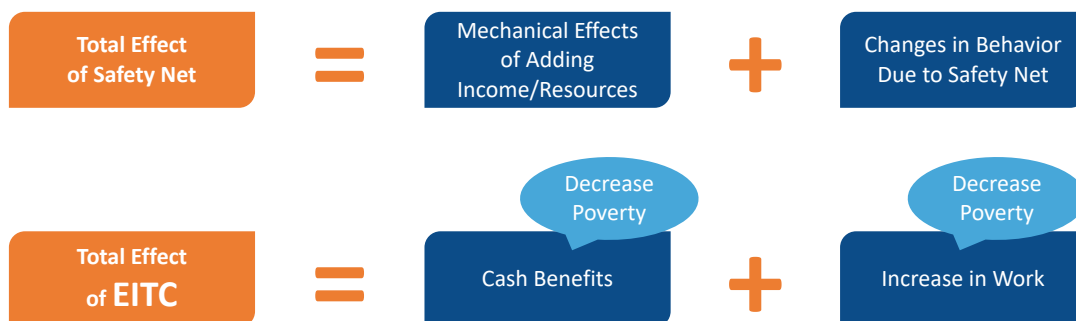 Total Effect
of Safety Net
=
Mechanical Effects
of Adding
Income/Resources
+
Changes in Behavior
Due to Safety Net
Decrease
Poverty
Decrease
Poverty
Total Effect
of EITC
=
Cash Benefits
+
Increase in Work